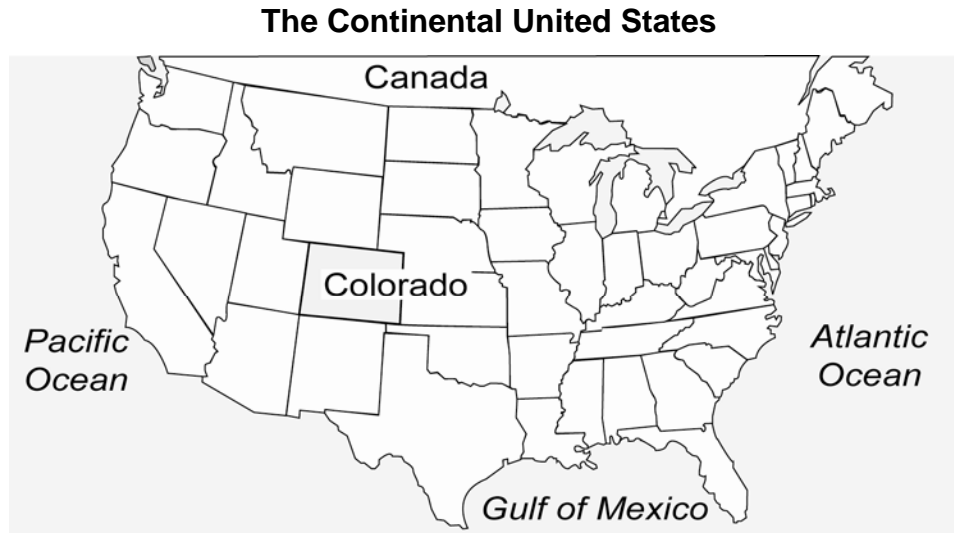 The Continental United States
Canada
Colorado
Pacific
Ocean
Atlantic
Ocean
Gulf of Mexico